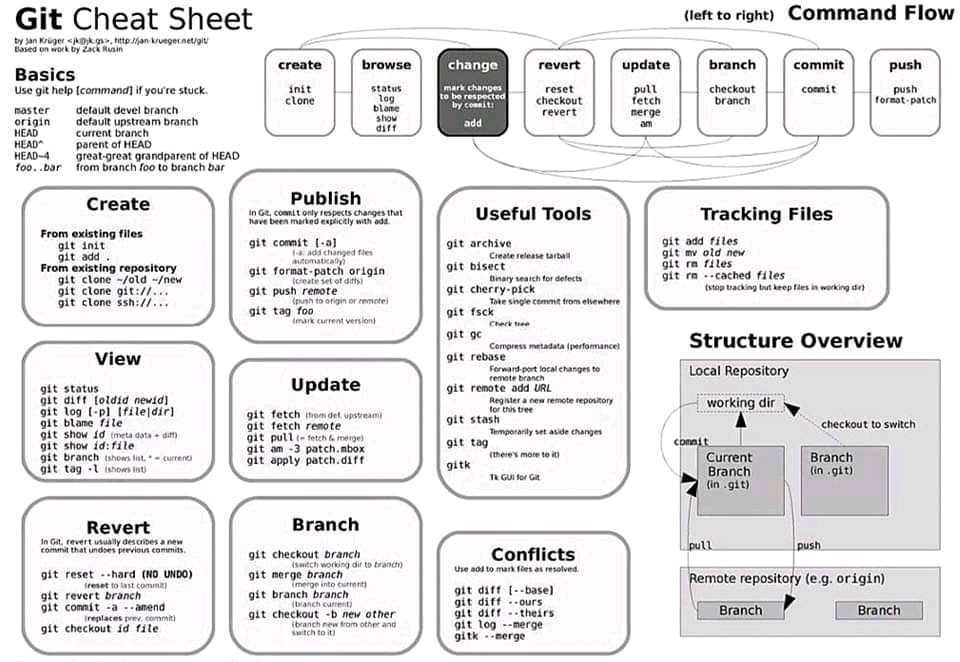 Git Cheat Sheet
by Jan Krüger <jk@jk.gs>, http://jan-krueger.net/git/
Based on work by Zack Rusin
Basics
Use git help [command] if you're stuck.
master default devel branch
origin default upstream branch
HEAD current branch
HEAD^ parent of HEAD
HEAD~4 great-great grandparent of HEAD
foo..bar from branch foo to branch bar
(left to right) Command Flow
create
init
clone
browse
status
log
blame
show
diff
change
mark changes
to be respected
by commit:
add
revert
reset
checkout
revert
update
pull
fetch
merge
am
branch
checkout
branch
commit
commit
push
push
format-patch
Create
From existing files
git init
git add .
From existing repository
git clone ~/old ~/new
git clone git://...
git clone ssh://...
View
git status
git diff [oldid newid]
git log [-p] [file|dir]
git blame file
git show id (meta data + diff)
git show id:file
git branch (shows list, * = current)
git tag -l (shows list)
Revert
In Git, revert usually describes a new
commit that undoes previous commits.
git reset --hard (NO UNDO)
(reset to last commit)
git revert branch
git commit -a --amend
(replaces prev. commit)
git checkout id file
Publish
In Git, commit only respects changes that
have been marked explicitly with add.
git commit [-a]
(-a: add changed files
automatically)
git format-patch origin
(create set of diffs)
git push remote
(push to origin or remote)
git tag foo
(mark current version)
Update
git fetch (from def. upstream)
git fetch remote
git pull (= fetch & merge)
git am -3 patch.mbox
git apply patch.diff
Branch
git checkout branch
(switch working dir to branch)
git merge branch
(merge into current)
git branch branch
(branch current)
git checkout -b new other
(branch new from other and
switch to it)
Useful Tools
git archive
Create release tarball
git bisect
Binary search for defects
git cherry-pick
Take single commit from elsewhere
git fsck
Check tree
git gc
Compress metadata (performance)
git rebase
Forward-port local changes to
remote branch
git remote add URL
Register a new remote repository
for this tree
git stash
Temporarily set aside changes
git tag
(there's more to it)
gitk
Tk GUI for Git
Conflicts
Use add to mark files as resolved.
git diff [--base]
git diff --ours
git diff --theirs
git log --merge
gitk --merge
Tracking Files
git add files
git mv old new
git rm files
git rm --cached files
(stop tracking but keep files in working dir)
Structure Overview
Local Repository
working dir
checkout to switch
commit
Current
Branch
(in .git)
Branch
(in .git)
pull
push
Remote repository (e.g. origin)
Branch
Branch